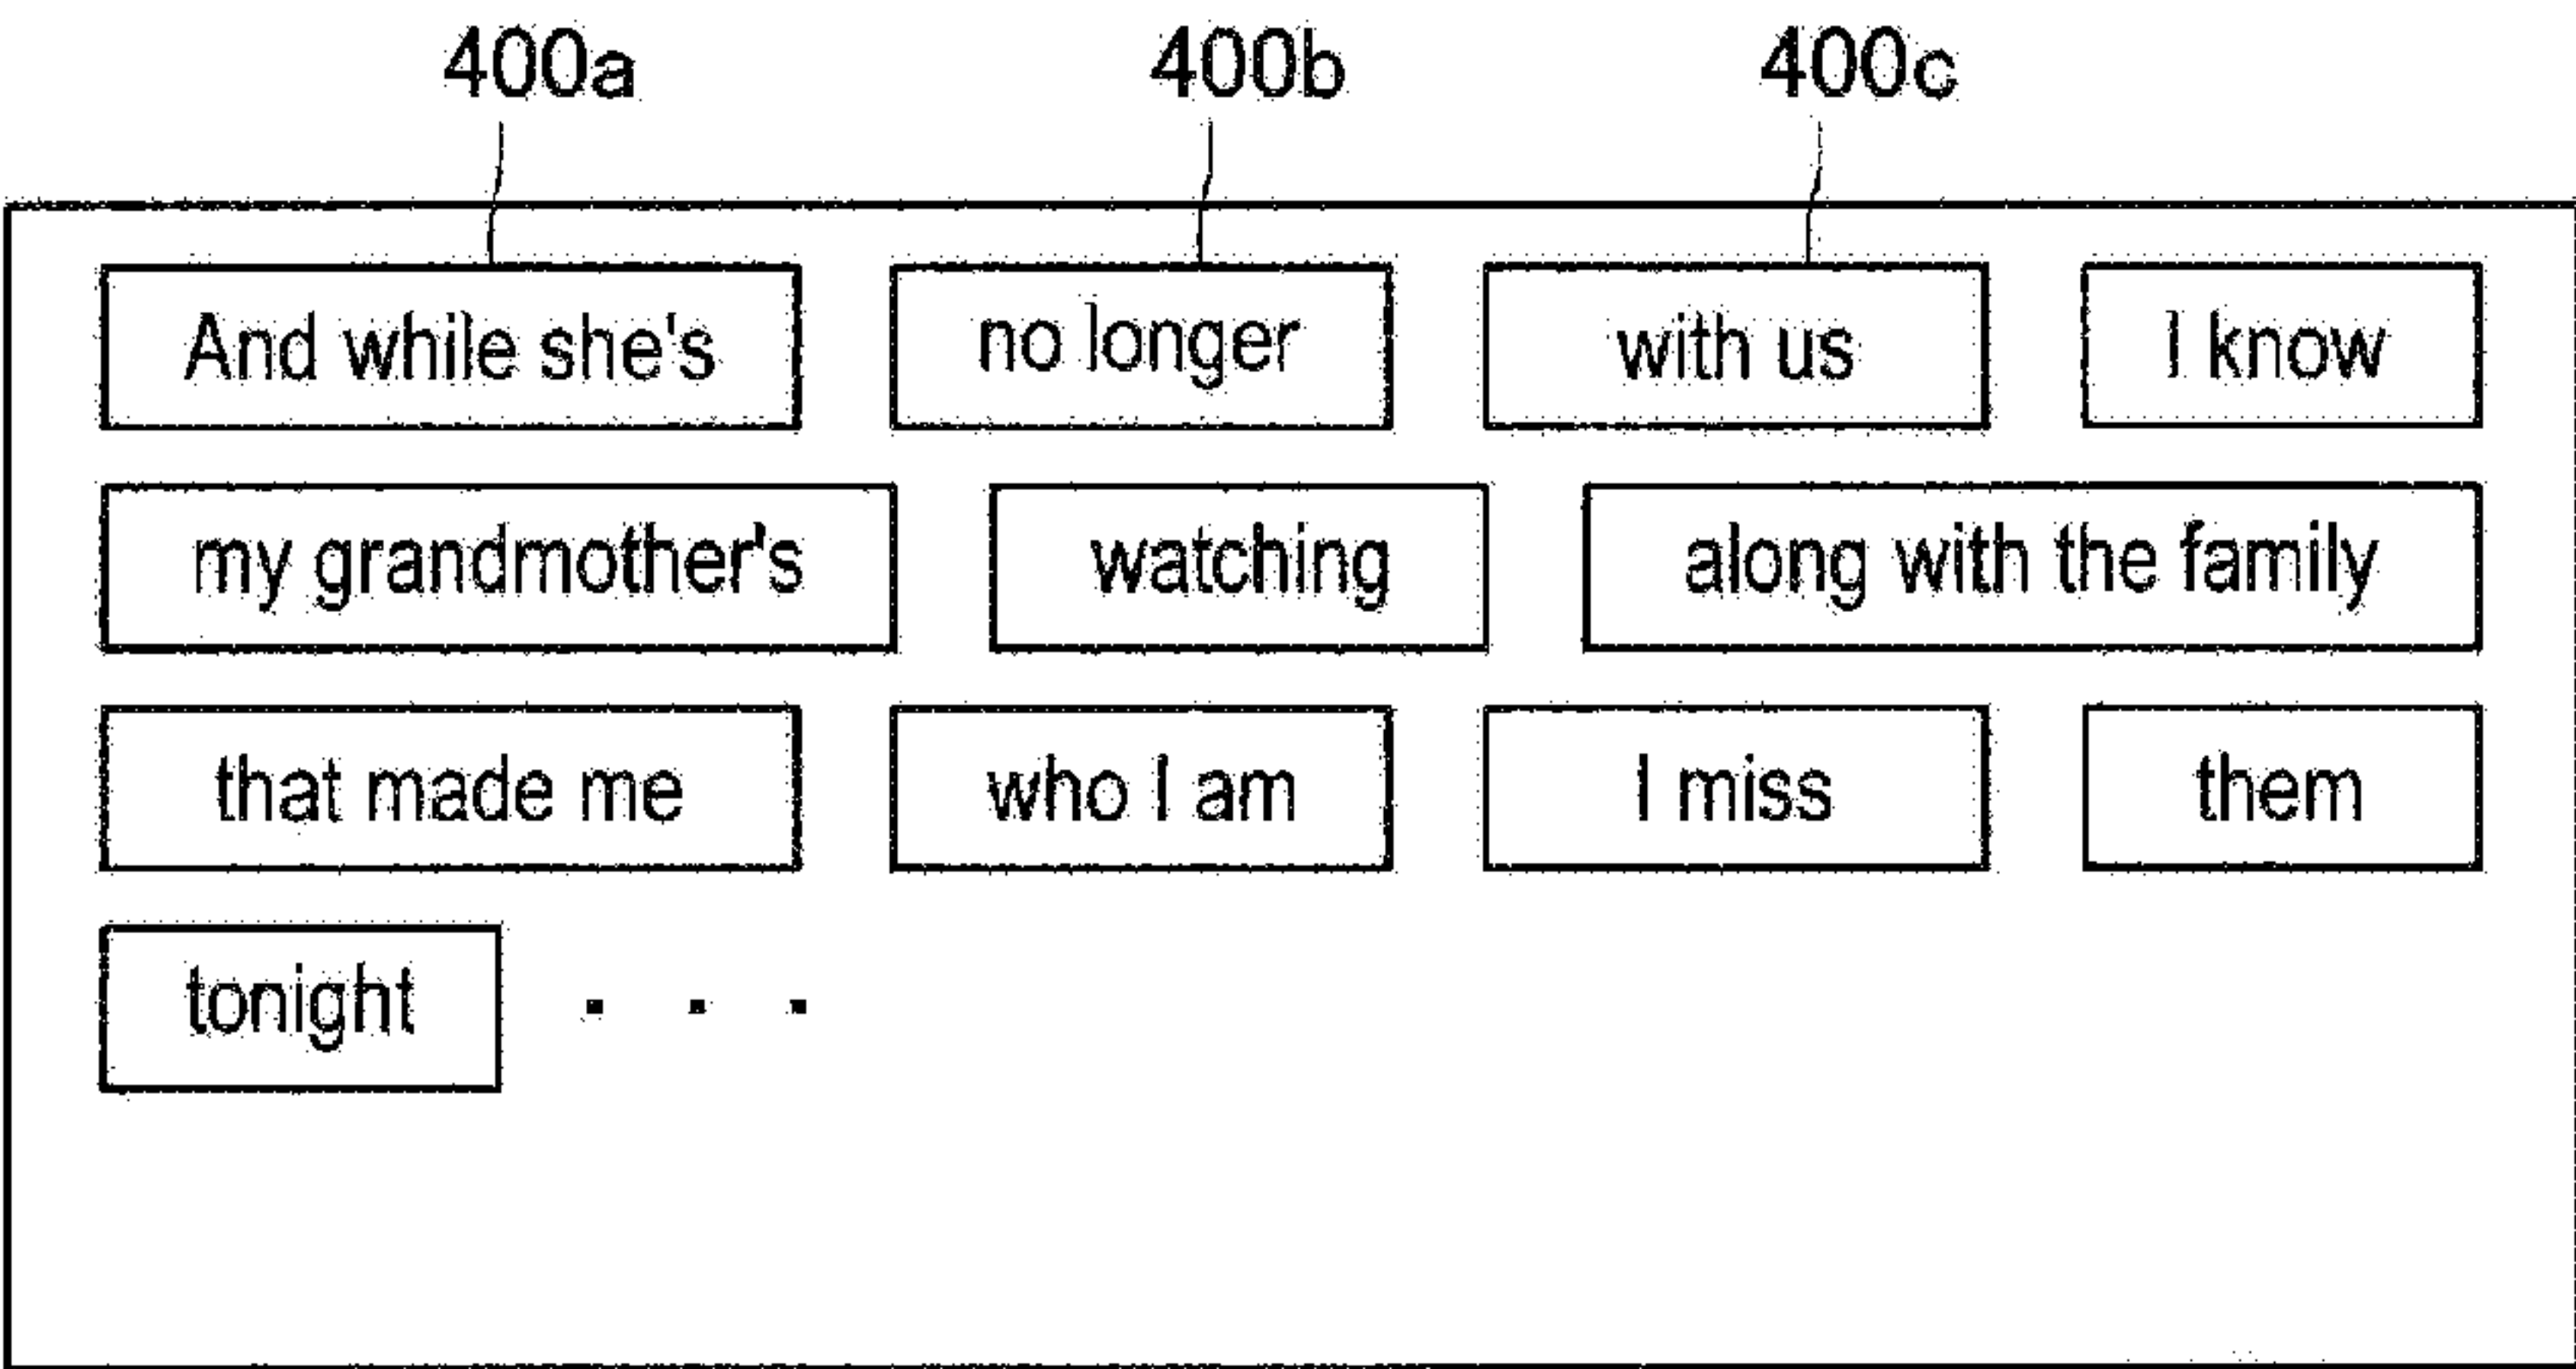 400a 400b 400c
And while she's no longer with us I know
my grandmother's watching along with the family
that made me who I am I miss them
tonight . . .